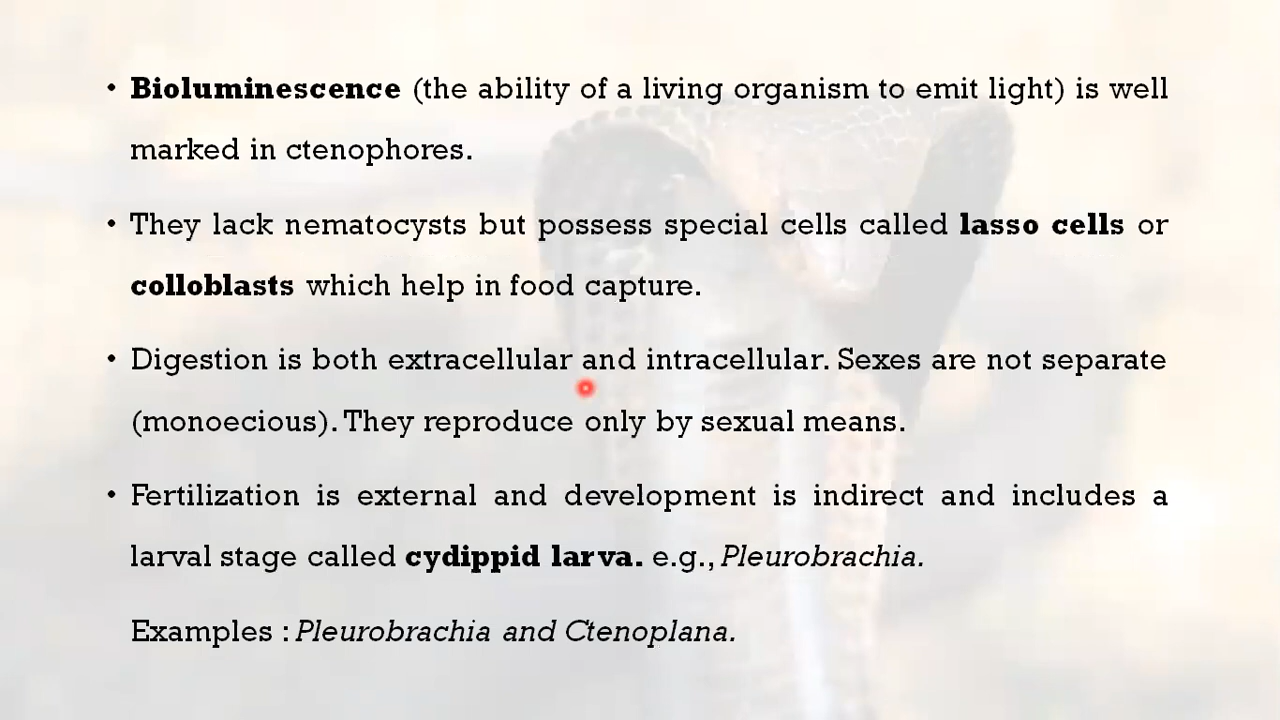 • Bioluminescence (the ability of a living organism to emit light) is well
marked in ctenophores.
• They lack nematocysts but possess special cells called lasso cells or
colloblasts which help in food capture.
• Digestion is both extracellular and intracellular. Sexes are not separate
(monoecious). They reproduce only by sexual means.
• Fertilization is external and development is indirect and includes a
larval stage called cydippid larva. e.g., Pleurobrachia.
Examples : Pleurobrachia and Ctenoplana.